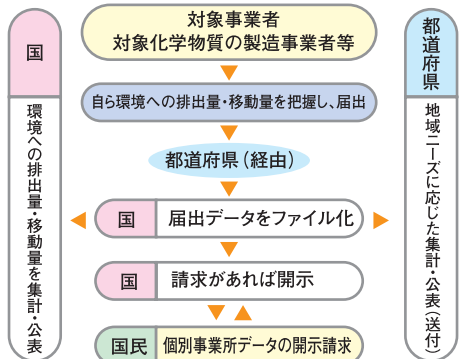 国
環境への排出量・移動量を集計・公表
対象事業者
対象化学物質の製造事業者等
自ら環境への排出量・移動量を把握し、届出
都道府県（経由）
国 届出データをファイル化
国 請求があれば開示
国民 個別事業所データの開示請求
都道府県
地域ニーズに応じた集計・公表（送付）